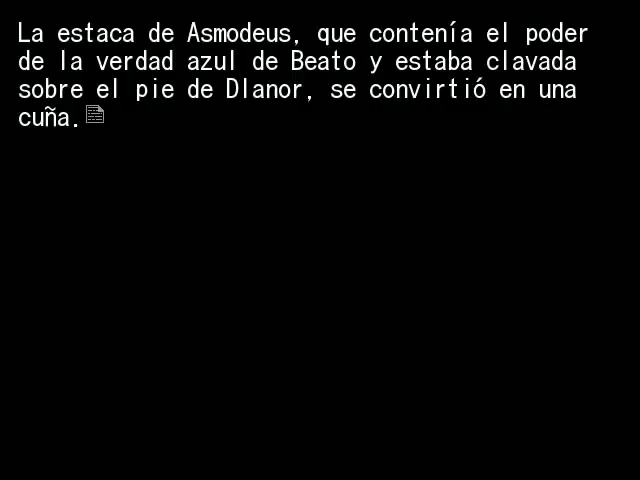 La estaca de Asmodeus, que contenía el poder
de la verdad azul de Beato y estaba clavada
sobre el pie de Dlanor, se convirtió en una
cuña.